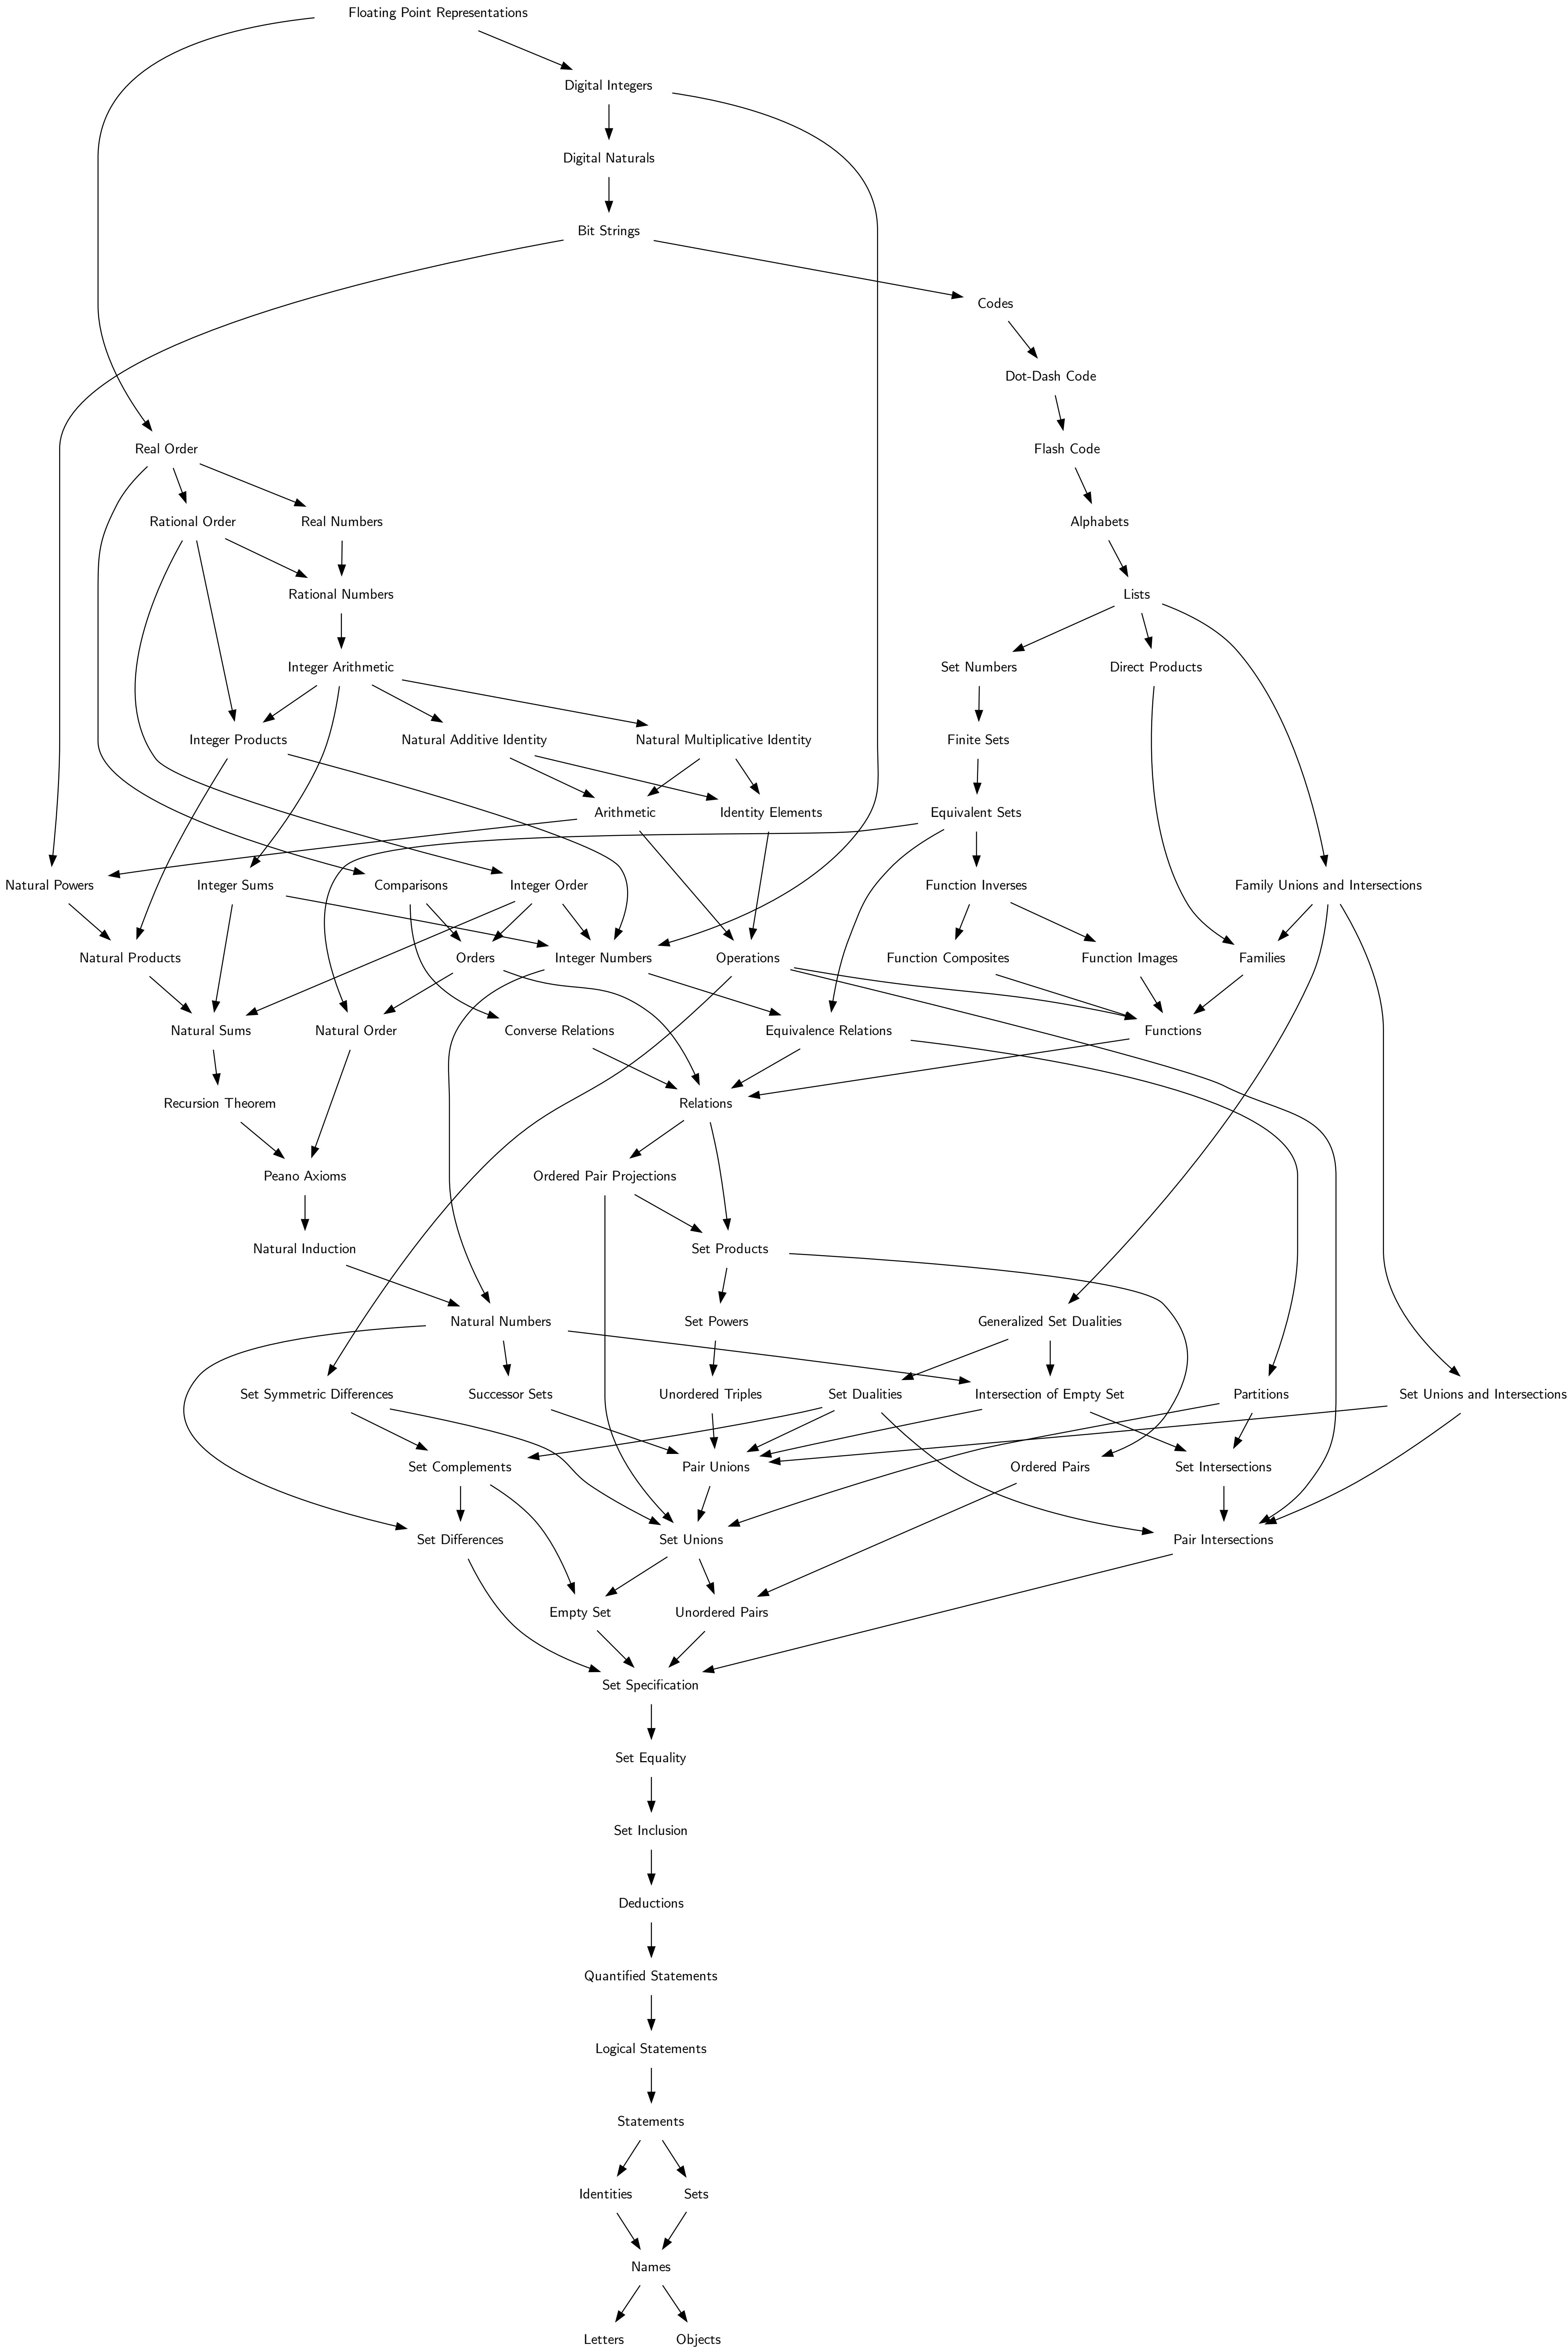 Floating Point Representations
Digital Integers
Digital Naturals
Bit Strings
Codes
Dot-Dash Code
Real Order
Flash Code
Rational Order
Real Numbers
Alphabets
Rational Numbers
Lists
Integer Arithmetic
Set Numbers
Direct Products
Integer Products
Natural Additive Identity
Natural Multiplicative Identity
Finite Sets
Arithmetic
Identity Elements
Equivalent Sets
Natural Powers
Integer Sums
Comparisons
Integer Order
Function Inverses
Family Unions and Intersections
Natural Products
Orders
Integer Numbers
Operations
Function Composites
Function Images
Families
Natural Sums
Natural Order
Converse Relations
Equivalence Relations
Functions
Recursion Theorem
Relations
Peano Axioms
Ordered Pair Projections
Natural Induction
Set Products
Natural Numbers
Set Powers
Generalized Set Dualities
Set Symmetric Differences
Successor Sets
Unordered Triples
Set Dualities
Intersection of Empty Set
Partitions
Set Unions and Intersections
Set Complements
Pair Unions
Ordered Pairs
Set Intersections
Set Differences
Set Unions
Pair Intersections
Empty Set
Unordered Pairs
Set Specification
Set Equality
Set Inclusion
Deductions
Quantified Statements
Logical Statements
Statements
Identities
Sets
Names
Letters
Objects